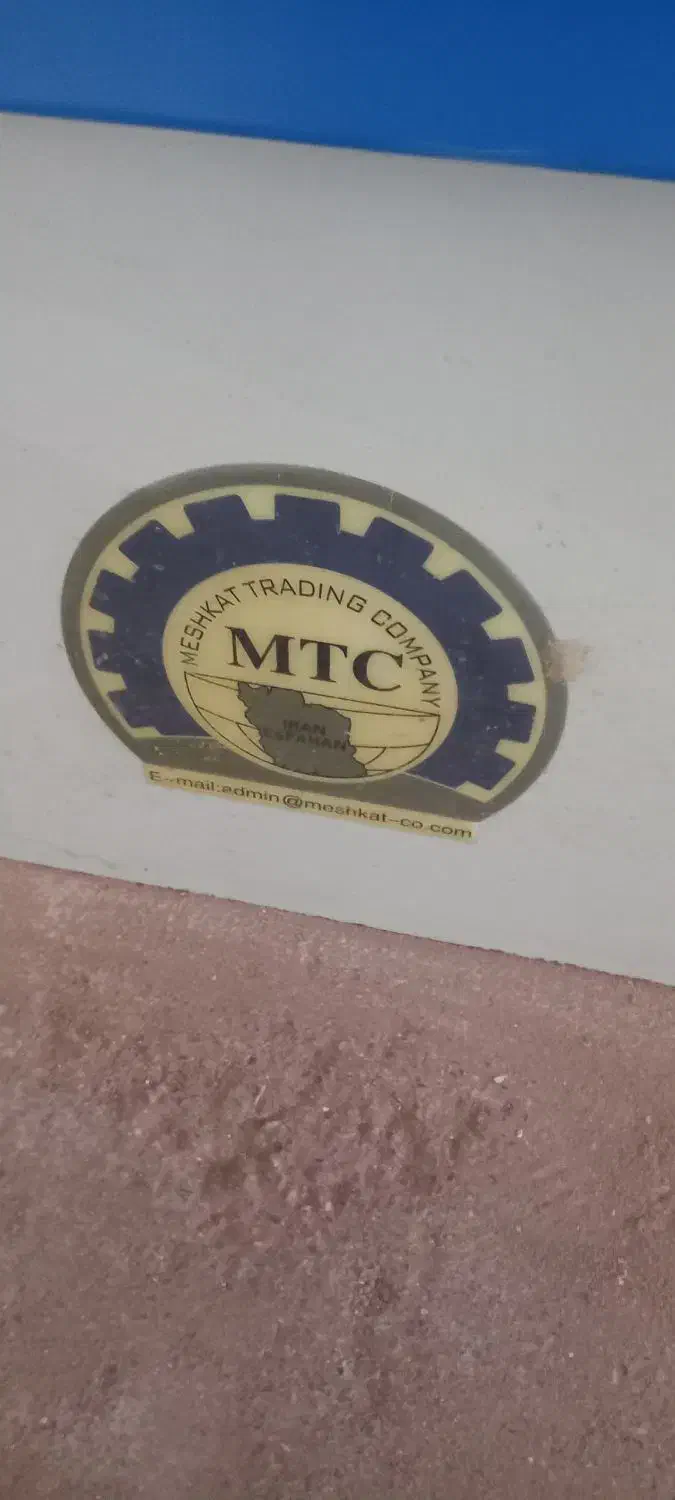 MESHKAT TRADING COMPANY
MTC
IRAN
ESFAHAN
E-mail:admin@meshkat-co.com